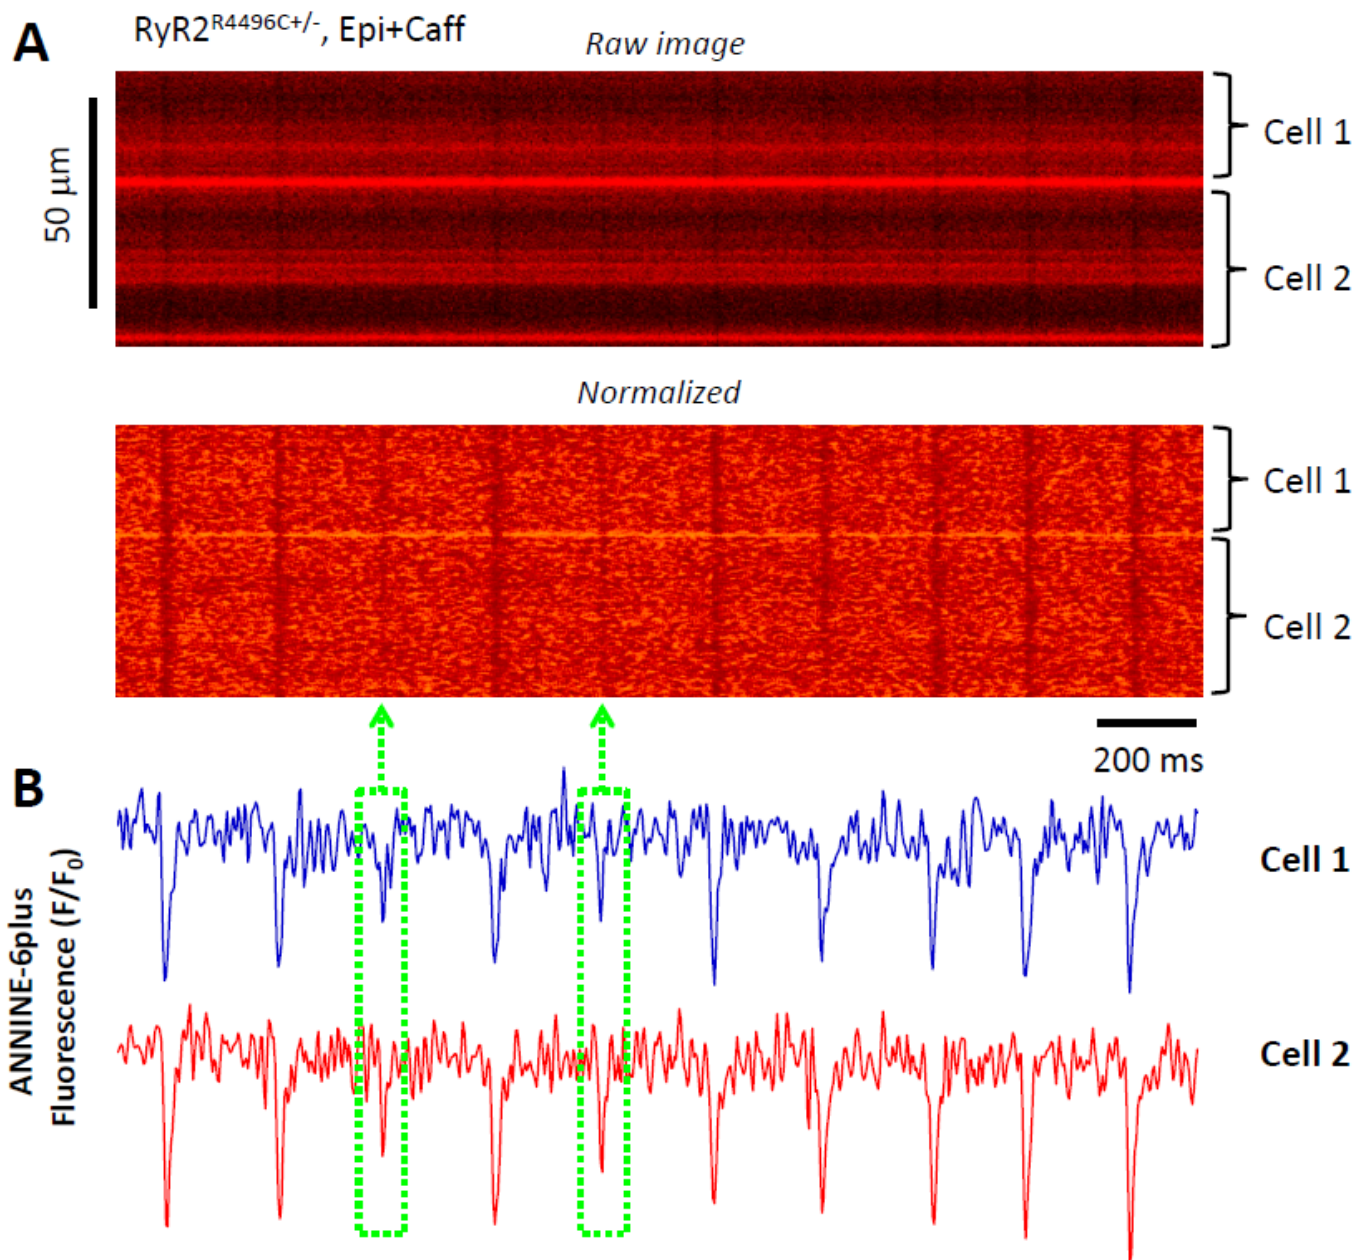 A
RyR2R4496C+/-, Epi+Caff
Raw image
50 µm
Cell 1
Cell 2
Normalized
Cell 1
Cell 2
200 ms
B
ANNINE-6plus
Fluorescence (F/F0)
Cell 1
Cell 2